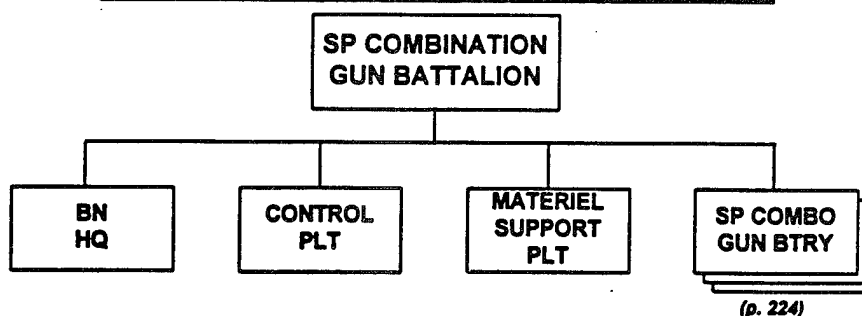 SP COMBINATION
GUN BATTALION
BN
HQ
CONTROL
PLT
MATERIEL
SUPPORT
PLT
SP COMBO
GUN BTRY
(p. 224)